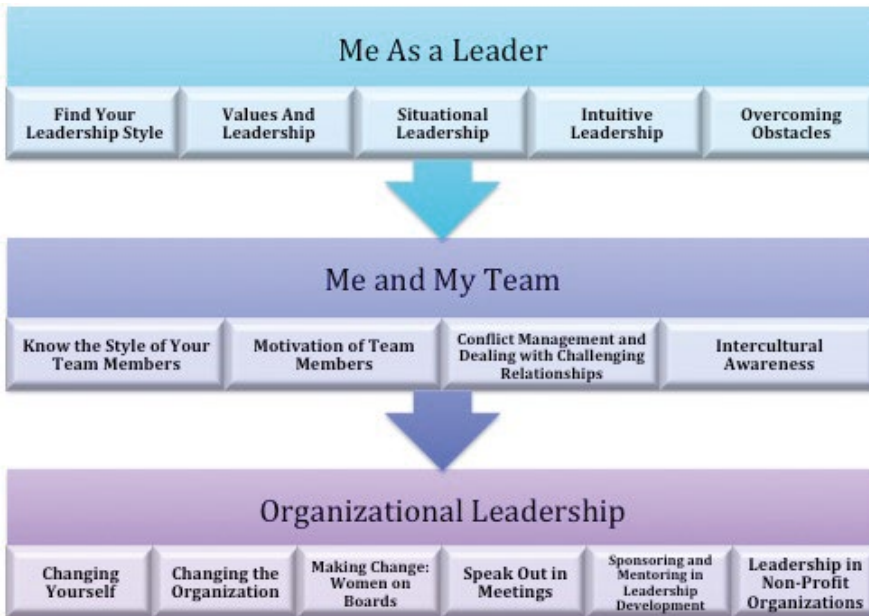 Me As a Leader
Find Your
Leadership Style
Values And
Leadership
Situational
Leadership
Intuitive
Leadership
Overcoming
Obstacles
Me and My Team
Know the Style of Your
Team Members
Motivation of Team
Members
Conflict Management and
Dealing with Challenging
Relationships
Intercultural
Awareness
Organizational Leadership
Changing
Yourself
Changing the
Organization
Making Change:
Women on
Boards
Speak Out in
Meetings
Sponsoring and
Mentoring in
Leadership
Development
Leadership in
Non-Profit
Organizations